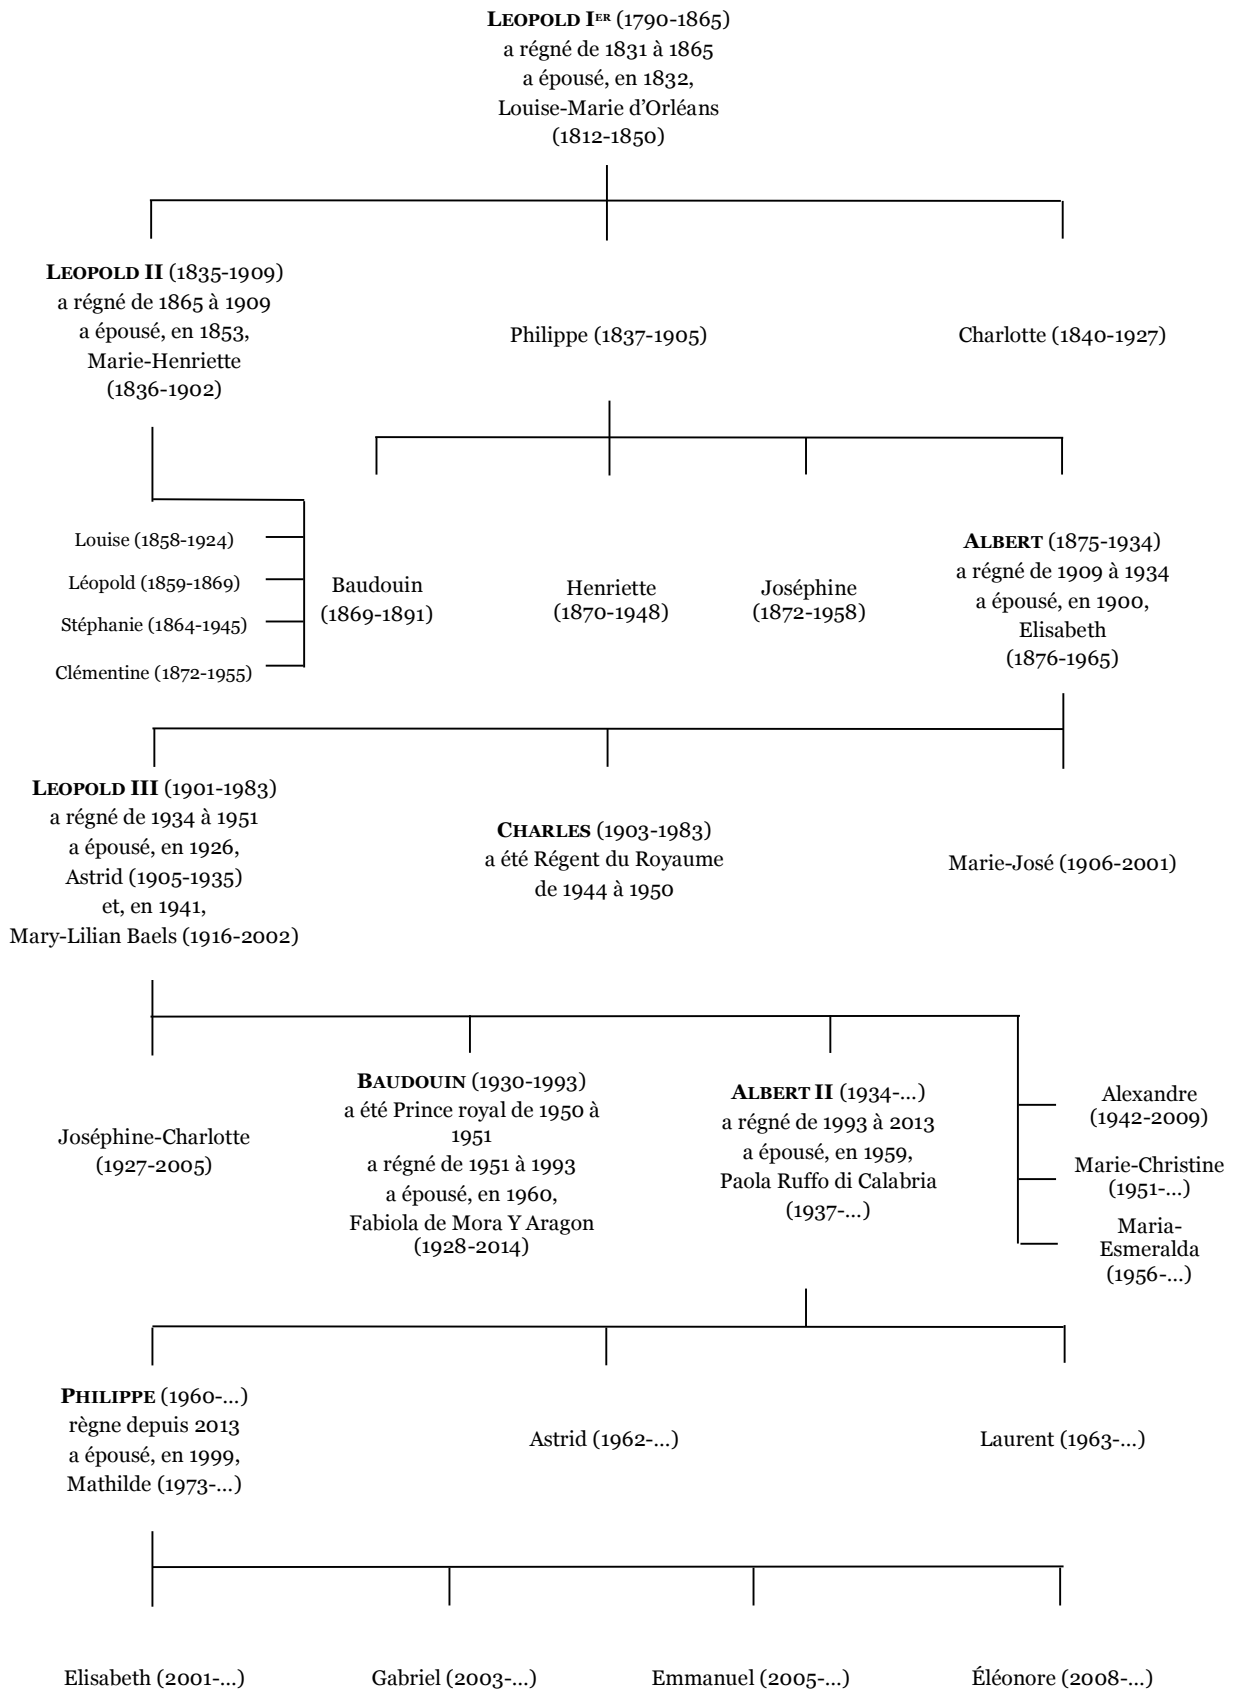 LEOPOLD Iᴱᴿ (1790-1865)
a régné de 1831 à 1865
a épousé, en 1832,
Louise-Marie d’Orléans
(1812-1850)
LEOPOLD II (1835-1909)
a régné de 1865 à 1909
a épousé, en 1853,
Marie-Henriette
(1836-1902)
Philippe (1837-1905)
Charlotte (1840-1927)
Louise (1858-1924)
Léopold (1859-1869)
Stéphanie (1864-1945)
Clémentine (1872-1955)
Baudouin
(1869-1891)
Henriette
(1870-1948)
Joséphine
(1872-1958)
ALBERT (1875-1934)
a régné de 1909 à 1934
a épousé, en 1900,
Elisabeth
(1876-1965)
LEOPOLD III (1901-1983)
a régné de 1934 à 1951
a épousé, en 1926,
Astrid (1905-1935)
et, en 1941,
Mary-Lilian Baels (1916-2002)
CHARLES (1903-1983)
a été Régent du Royaume
de 1944 à 1950
Marie-José (1906-2001)
Joséphine-Charlotte
(1927-2005)
BAUDOUIN (1930-1993)
a été Prince royal de 1950 à
1951
a régné de 1951 à 1993
a épousé, en 1960,
Fabiola de Mora Y Aragon
(1928-2014)
ALBERT II (1934-...)
a régné de 1993 à 2013
a épousé, en 1959,
Paola Ruffo di Calabria
(1937-...)
Alexandre
(1942-2009)
Marie-Christine
(1951-...)
Maria-
Esmeralda
(1956-...)
PHILIPPE (1960-...)
règne depuis 2013
a épousé, en 1999,
Mathilde (1973-...)
Astrid (1962-...)
Laurent (1963-...)
Elisabeth (2001-...)
Gabriel (2003-...)
Emmanuel (2005-...)
Éléonore (2008-...)